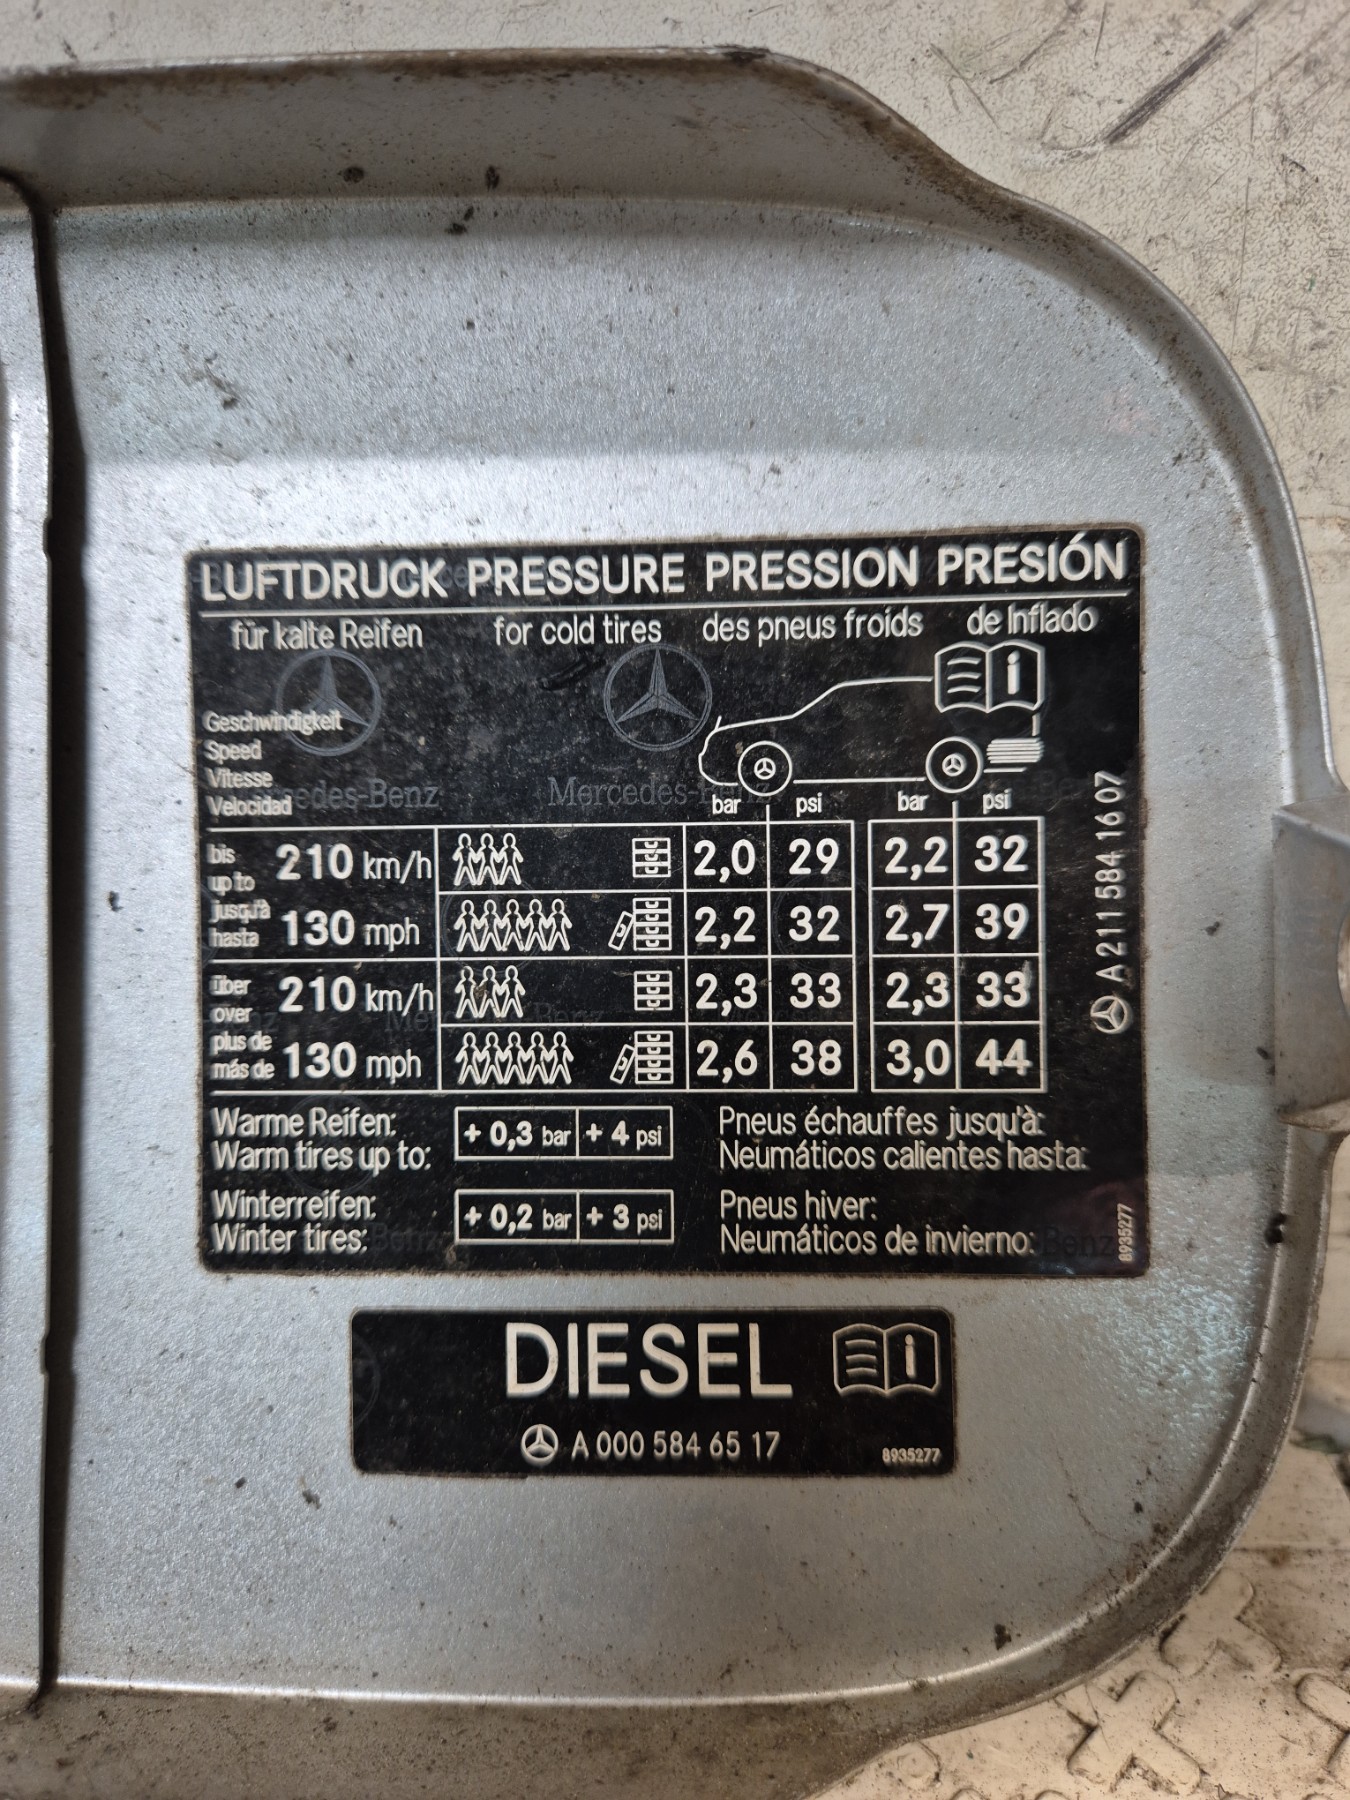 LUFTDRUCK PRESSURE PRESSION PRESIÓN
für kalte Reifen for cold tires des pneus froids de Inflado
Geschwindigkeit
Speed
Vitesse
Velocidad
Mercedes-Benz
bar psi bar psi
bis
up to
210 km/h
2,0 29 2,2 32
jusqu'à
hasta
130 mph
2,2 32 2,7 39
über
over
210 km/h
2,3 33 2,3 33
plus de
más de
130 mph
2,6 38 3,0 44
Warme Reifen:
Warm tires up to:
+ 0,3 bar + 4 psi
Pneus échauffes jusqu'à:
Neumáticos calientes hasta:
Winterreifen:
Winter tires:
+ 0,2 bar + 3 psi
Pneus hiver:
Neumáticos de invierno:
A 211 584 16 07
8935277
DIESEL
A 000 584 65 17
8935277